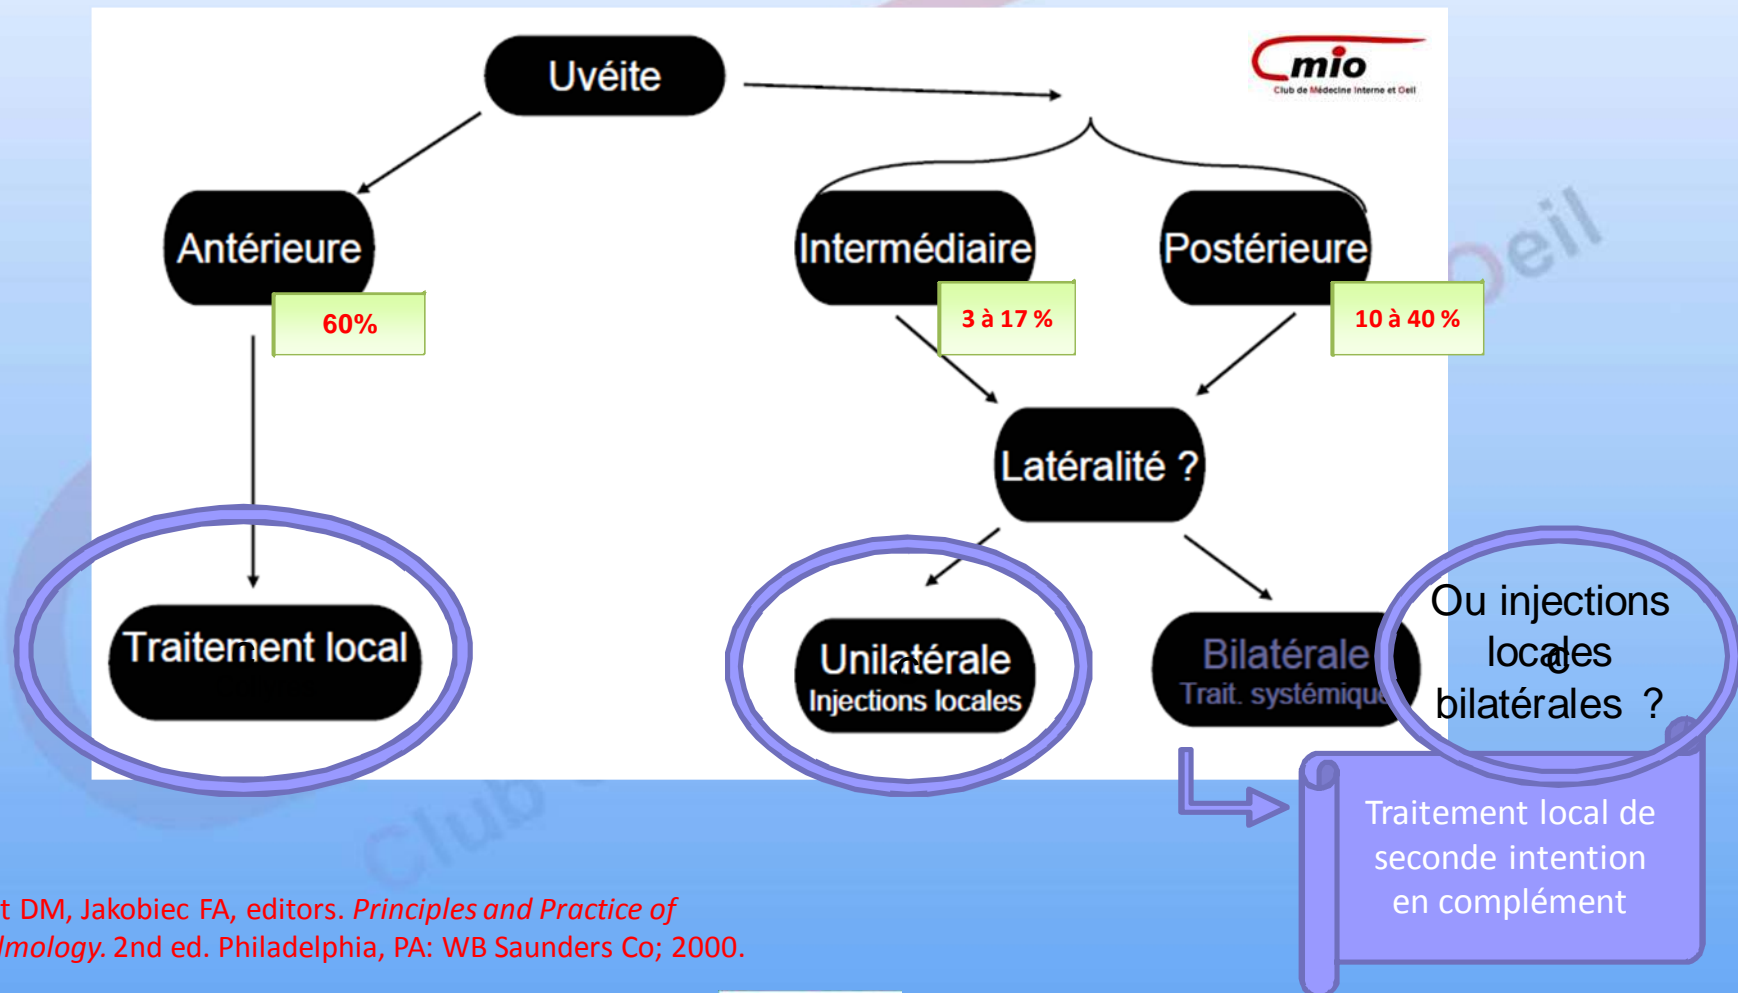 Uvéite
mio
Club de Médecine Interne et Oeil
Antérieure
60%
Intermédiaire
3 à 17 %
Postérieure
10 à 40 %
Oeil
Latéralité ?
Traitement local
Unilatérale
Injections locales
Bilatérale
Trait. systémique
Ou injections
locales
bilatérales ?
Traitement local de
seconde intention
en complément
Club
t DM, Jakobiec FA, editors. Principles and Practice of
lmology. 2nd ed. Philadelphia, PA: WB Saunders Co; 2000.